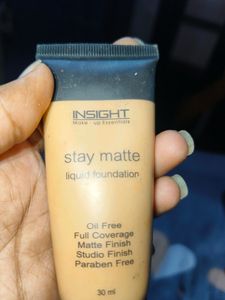 INSIGHT
Make - up Essentials
stay matte
liquid foundation
Oil Free
Full Coverage
Matte Finish
Studio Finish
Paraben Free
30 ml